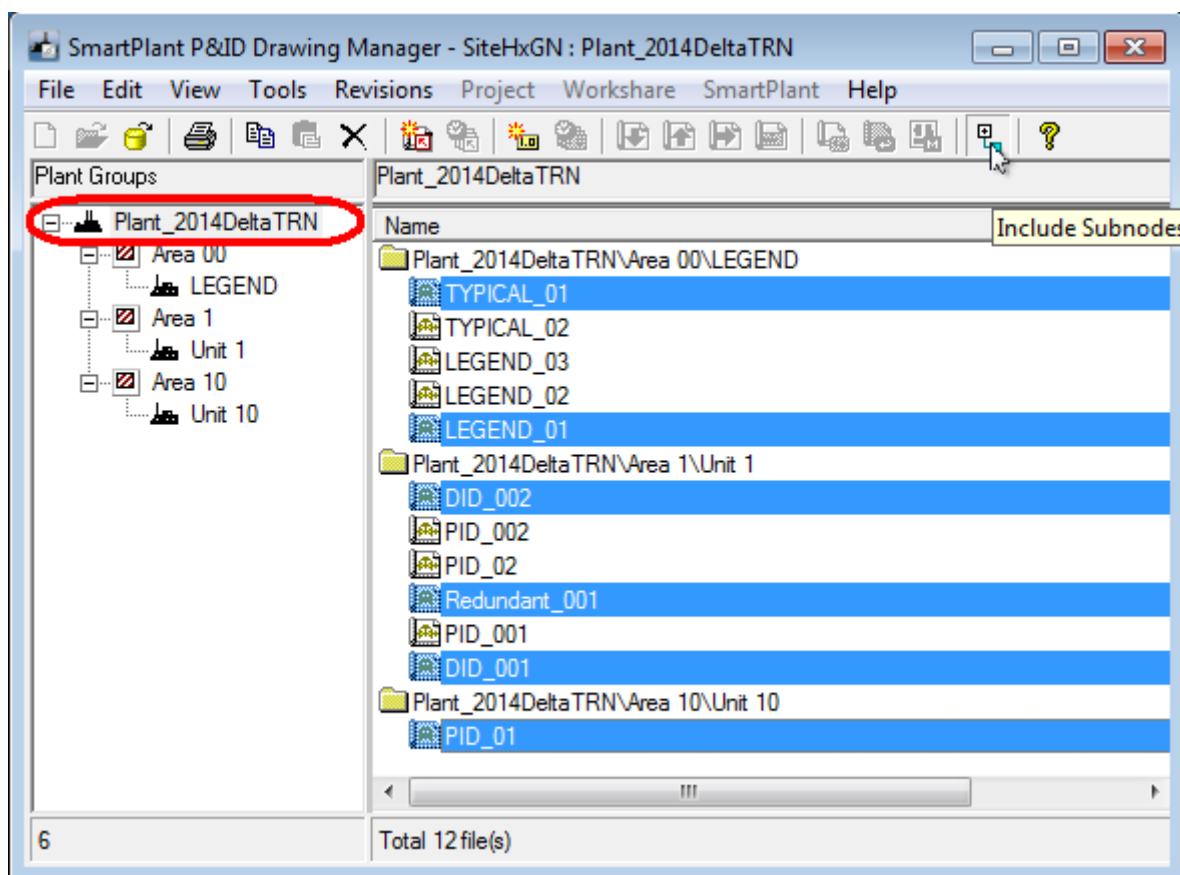 SmartPlant P&ID Drawing Manager - SiteHxGN : Plant_2014DeltaTRN
File Edit View Tools Revisions Project Workshare SmartPlant Help
Plant Groups
Plant_2014DeltaTRN
Plant_2014DeltaTRN
Area 00
LEGEND
Area 1
Unit 1
Area 10
Unit 10
Name
Include Subnodes
Plant_2014DeltaTRN\Area 00\LEGEND
TYPICAL_01
TYPICAL_02
LEGEND_03
LEGEND_02
LEGEND_01
Plant_2014DeltaTRN\Area 1\Unit 1
DID_002
PID_002
PID_02
Redundant_001
PID_001
DID_001
Plant_2014DeltaTRN\Area 10\Unit 10
PID_01
6
Total 12 file(s)